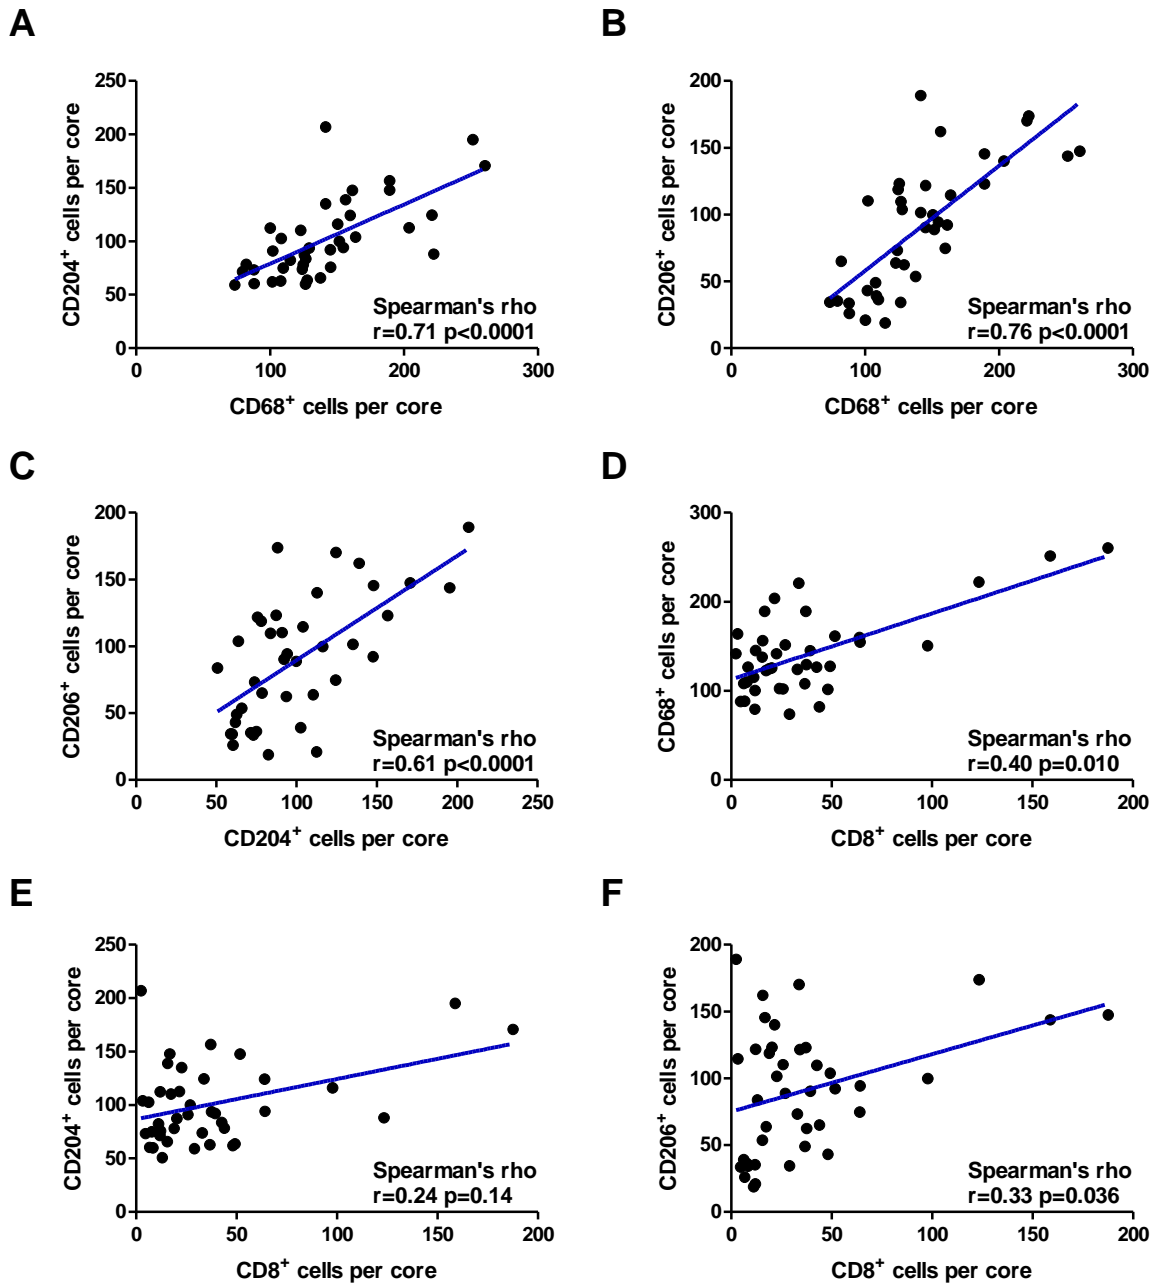 A
CD204+ cells per core
250
200
150
100
50
0
0 100 200 300
CD68+ cells per core
Spearman's rho
r=0.71 p<0.0001
B
CD206+ cells per core
200
150
100
50
0
0 100 200 300
CD68+ cells per core
Spearman's rho
r=0.76 p<0.0001
C
CD206+ cells per core
200
150
100
50
0
0 50 100 150 200 250
CD204+ cells per core
Spearman's rho
r=0.61 p<0.0001
D
CD68+ cells per core
300
200
100
0
0 50 100 150 200
CD8+ cells per core
Spearman's rho
r=0.40 p=0.010
E
CD204+ cells per core
250
200
150
100
50
0
0 50 100 150 200
CD8+ cells per core
Spearman's rho
r=0.24 p=0.14
F
CD206+ cells per core
200
150
100
50
0
0 50 100 150 200
CD8+ cells per core
Spearman's rho
r=0.33 p=0.036